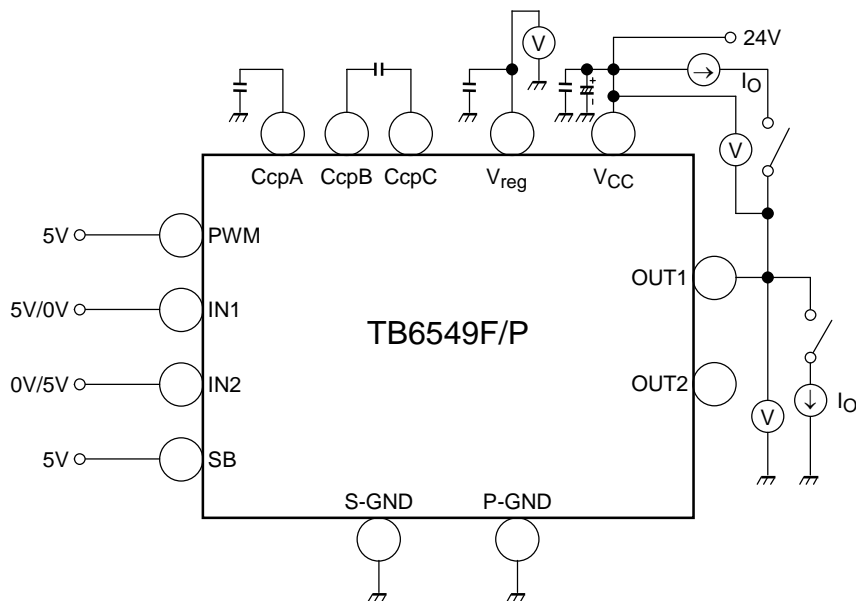 V
24V
+
-
IO
V
CcpA
CcpB
CcpC
Vreg
VCC
5V
PWM
OUT1
5V/0V
IN1
TB6549F/P
0V/5V
IN2
OUT2
V
IO
5V
SB
S-GND
P-GND